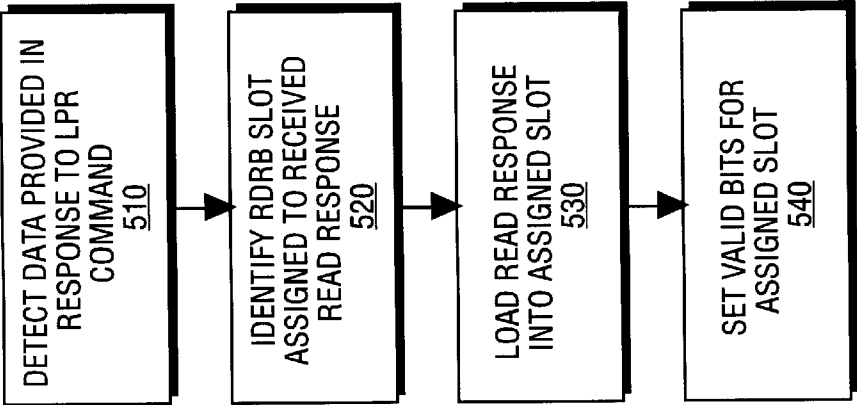 DETECT DATA PROVIDED IN
RESPONSE TO LPR
COMMAND
510
IDENTIFY RDRB SLOT
ASSIGNED TO RECEIVED
READ RESPONSE
520
LOAD READ RESPONSE
INTO ASSIGNED SLOT
530
SET VALID BITS FOR
ASSIGNED SLOT
540